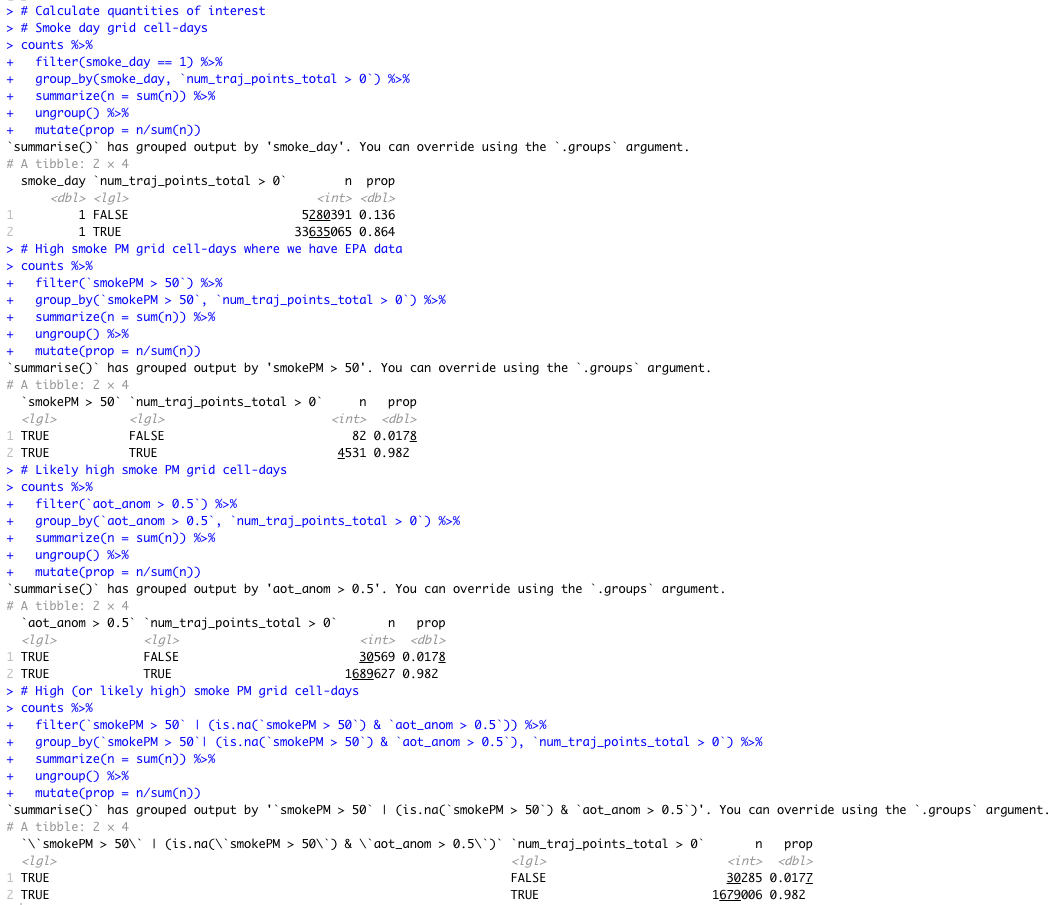 > # Calculate quantities of interest
> # Smoke day grid cell-days
> counts %>%
+   filter(smoke_day == 1) %>%
+   group_by(smoke_day, `num_traj_points_total > 0`) %>%
+   summarize(n = sum(n)) %>%
+   ungroup() %>%
+   mutate(prop = n/sum(n))
`summarise()` has grouped output by 'smoke_day'. You can override using the `.groups` argument.
# A tibble: 2 × 4
  smoke_day `num_traj_points_total > 0`        n  prop
      <dbl> <lgl>                          <int> <dbl>
1         1 FALSE                        5280391 0.136
2         1 TRUE                        33635065 0.864
> # High smoke PM grid cell-days where we have EPA data
> counts %>%
+   filter(`smokePM > 50`) %>%
+   group_by(`smokePM > 50`, `num_traj_points_total > 0`) %>%
+   summarize(n = sum(n)) %>%
+   ungroup() %>%
+   mutate(prop = n/sum(n))
`summarise()` has grouped output by 'smokePM > 50'. You can override using the `.groups` argument.
# A tibble: 2 × 4
  `smokePM > 50` `num_traj_points_total > 0`     n   prop
  <lgl>          <lgl>                       <int>  <dbl>
1 TRUE           FALSE                          82 0.0178
2 TRUE           TRUE                         4531 0.982
> # Likely high smoke PM grid cell-days
> counts %>%
+   filter(`aot_anom > 0.5`) %>%
+   group_by(`aot_anom > 0.5`, `num_traj_points_total > 0`) %>%
+   summarize(n = sum(n)) %>%
+   ungroup() %>%
+   mutate(prop = n/sum(n))
`summarise()` has grouped output by 'aot_anom > 0.5'. You can override using the `.groups` argument.
# A tibble: 2 × 4
  `aot_anom > 0.5` `num_traj_points_total > 0`       n   prop
  <lgl>            <lgl>                         <int>  <dbl>
1 TRUE             FALSE                         30569 0.0178
2 TRUE             TRUE                        1689627 0.982
> # High (or likely high) smoke PM grid cell-days
> counts %>%
+   filter(`smokePM > 50` | (is.na(`smokePM > 50`) & `aot_anom > 0.5`)) %>%
+   group_by(`smokePM > 50`| (is.na(`smokePM > 50`) & `aot_anom > 0.5`), `num_traj_points_total > 0`) %>%
+   summarize(n = sum(n)) %>%
+   ungroup() %>%
+   mutate(prop = n/sum(n))
`summarise()` has grouped output by '`smokePM > 50` | (is.na(`smokePM > 50`) & `aot_anom > 0.5`)'. You can override using the `.groups` argument.
# A tibble: 2 × 4
  `\`smokePM > 50\` | (is.na(\`smokePM > 50\`) & \`aot_anom > 0.5\`)` `num_traj_points_total > 0`       n   prop
  <lgl>                                                               <lgl>                         <int>  <dbl>
1 TRUE                                                                FALSE                         30285 0.0177
2 TRUE                                                                TRUE                        1679006 0.982